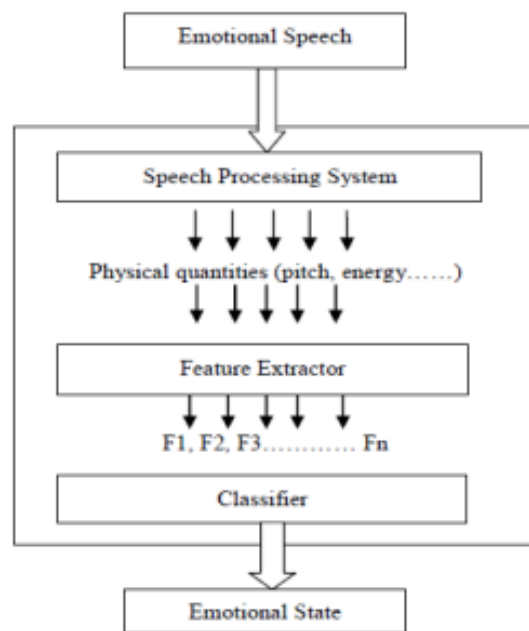 Emotional Speech
Speech Processing System
Physical quantities (pitch, energy……)
Feature Extractor
F1, F2, F3………… Fn
Classifier
Emotional State